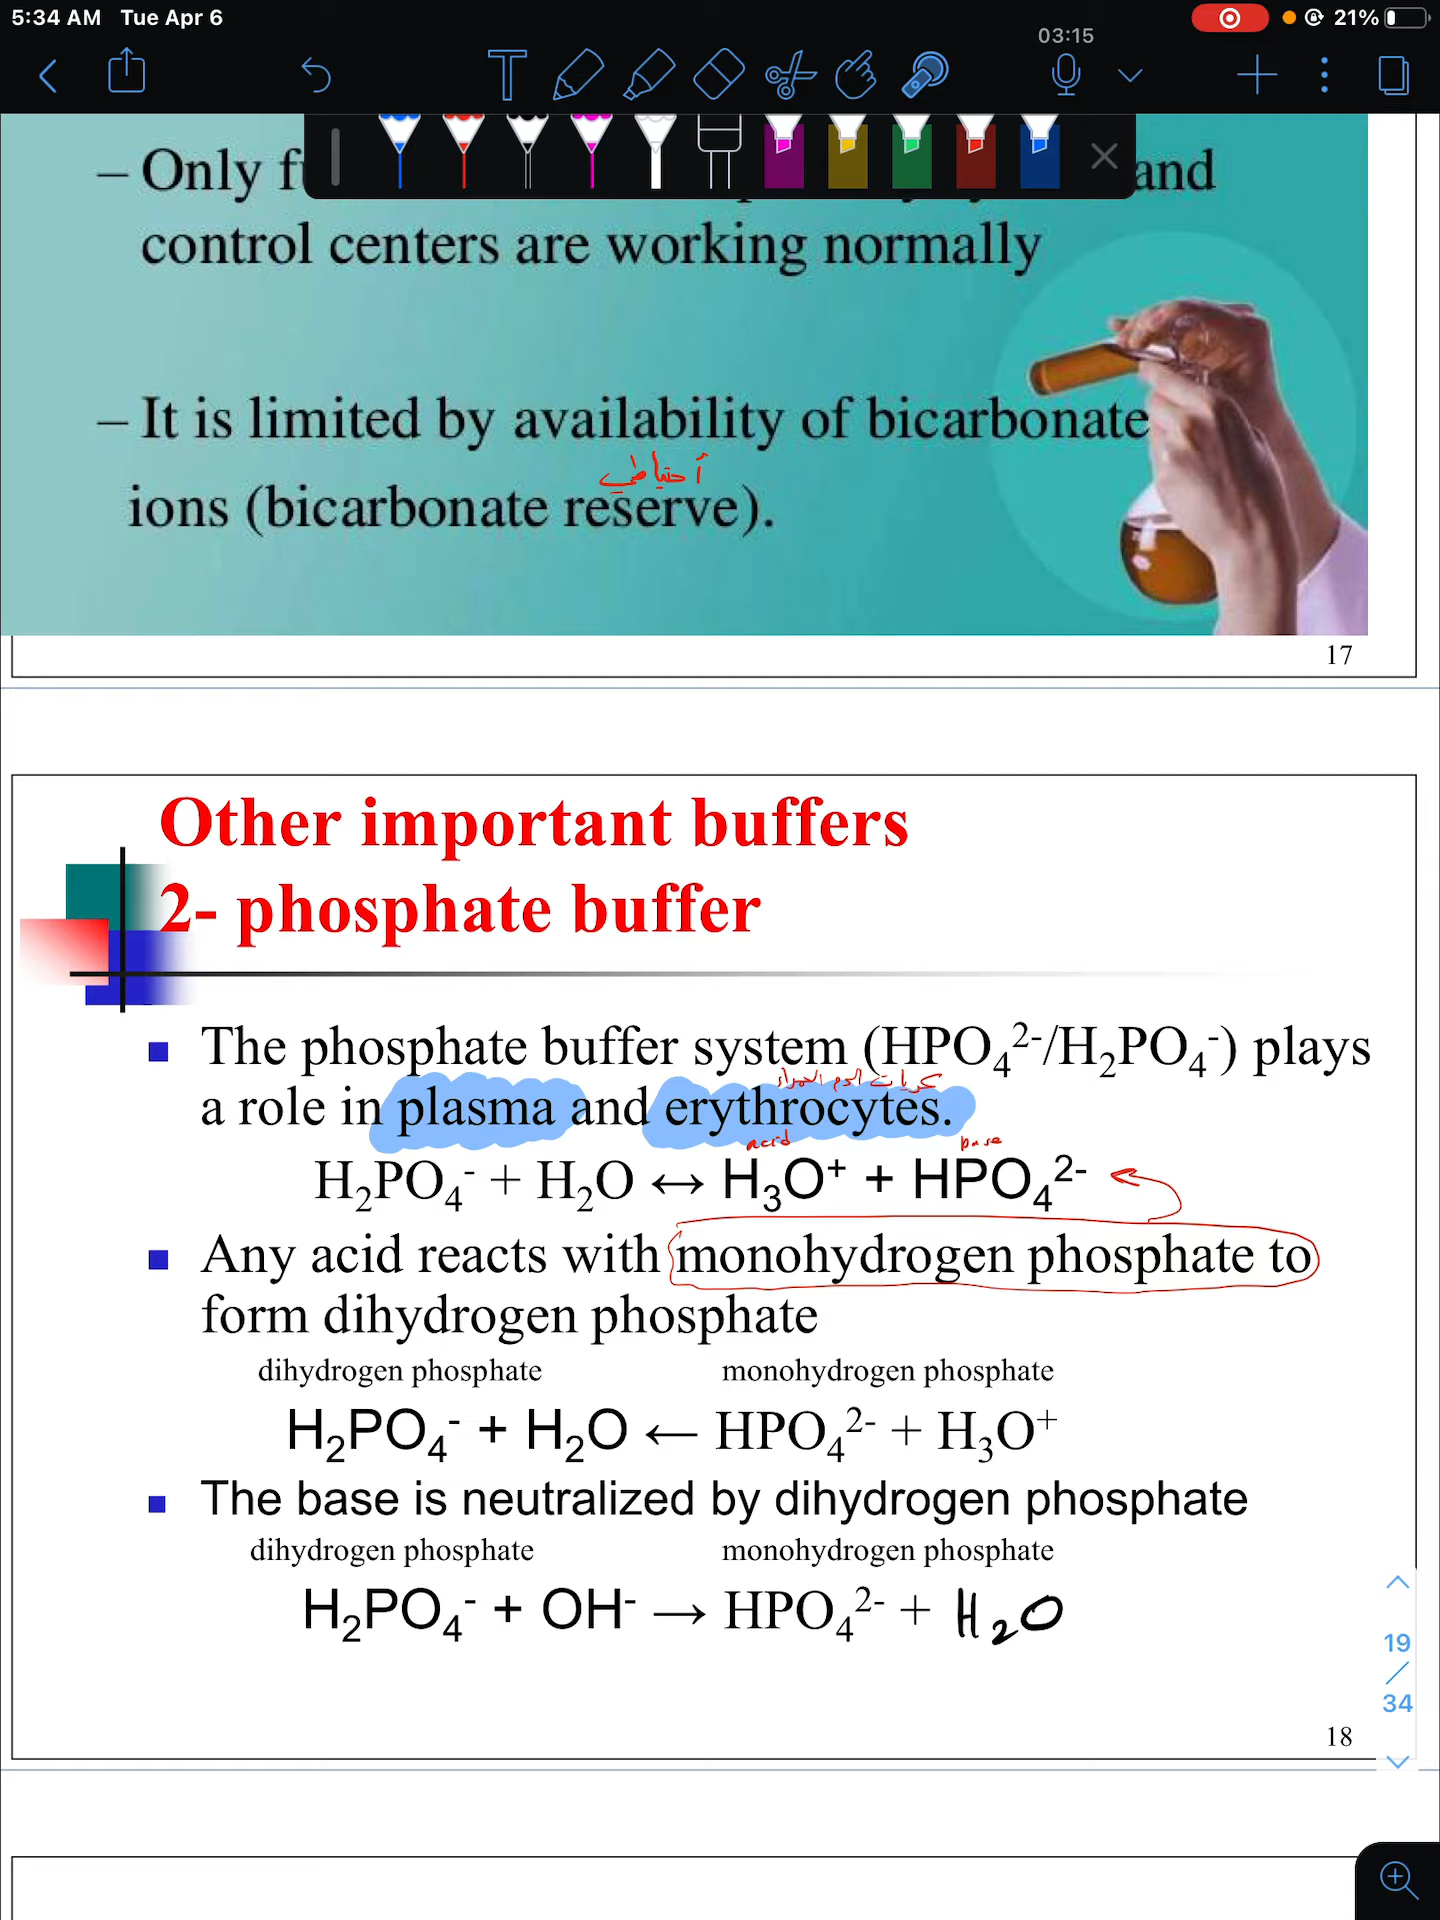 5:34 AM Tue Apr 6
21%
03:15
– Only and
control centers are working normally
– It is limited by availability of bicarbonate
أحتياطي
ions (bicarbonate reserve).
17
Other important buffers
2- phosphate buffer
The phosphate buffer system (HPO₄²⁻/H₂PO₄⁻) plays
كريات الدم الحمراء
a role in plasma and erythrocytes.
acid base
H₂PO₄⁻ + H₂O ↔ H₃O⁺ + HPO₄²⁻
Any acid reacts with monohydrogen phosphate to
form dihydrogen phosphate
dihydrogen phosphate monohydrogen phosphate
H₂PO₄⁻ + H₂O ← HPO₄²⁻ + H₃O⁺
The base is neutralized by dihydrogen phosphate
dihydrogen phosphate monohydrogen phosphate
H₂PO₄⁻ + OH⁻ → HPO₄²⁻ + H₂O
19
/
34
18